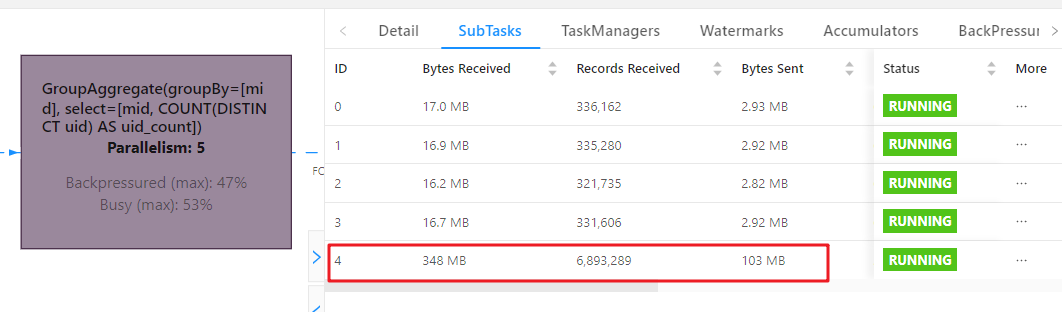 Detail SubTasks TaskManagers Watermarks Accumulators BackPressu
ID Bytes Received Records Received Bytes Sent Status More
GroupAggregate(groupBy=[mi
d], select=[mid, COUNT(DISTIN
CT uid) AS uid_count])
Parallelism: 5
Backpressured (max): 47%
Busy (max): 53%
FC
0 17.0 MB 336,162 2.93 MB RUNNING ...
1 16.9 MB 335,280 2.92 MB RUNNING ...
2 16.2 MB 321,735 2.82 MB RUNNING ...
3 16.7 MB 331,606 2.92 MB RUNNING ...
4 348 MB 6,893,289 103 MB RUNNING ...